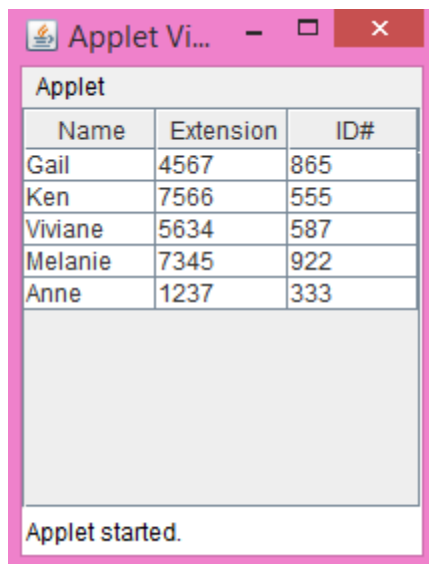 Applet Vi...
Applet
Name Extension ID#
Gail 4567 865
Ken 7566 555
Viviane 5634 587
Melanie 7345 922
Anne 1237 333
Applet started.